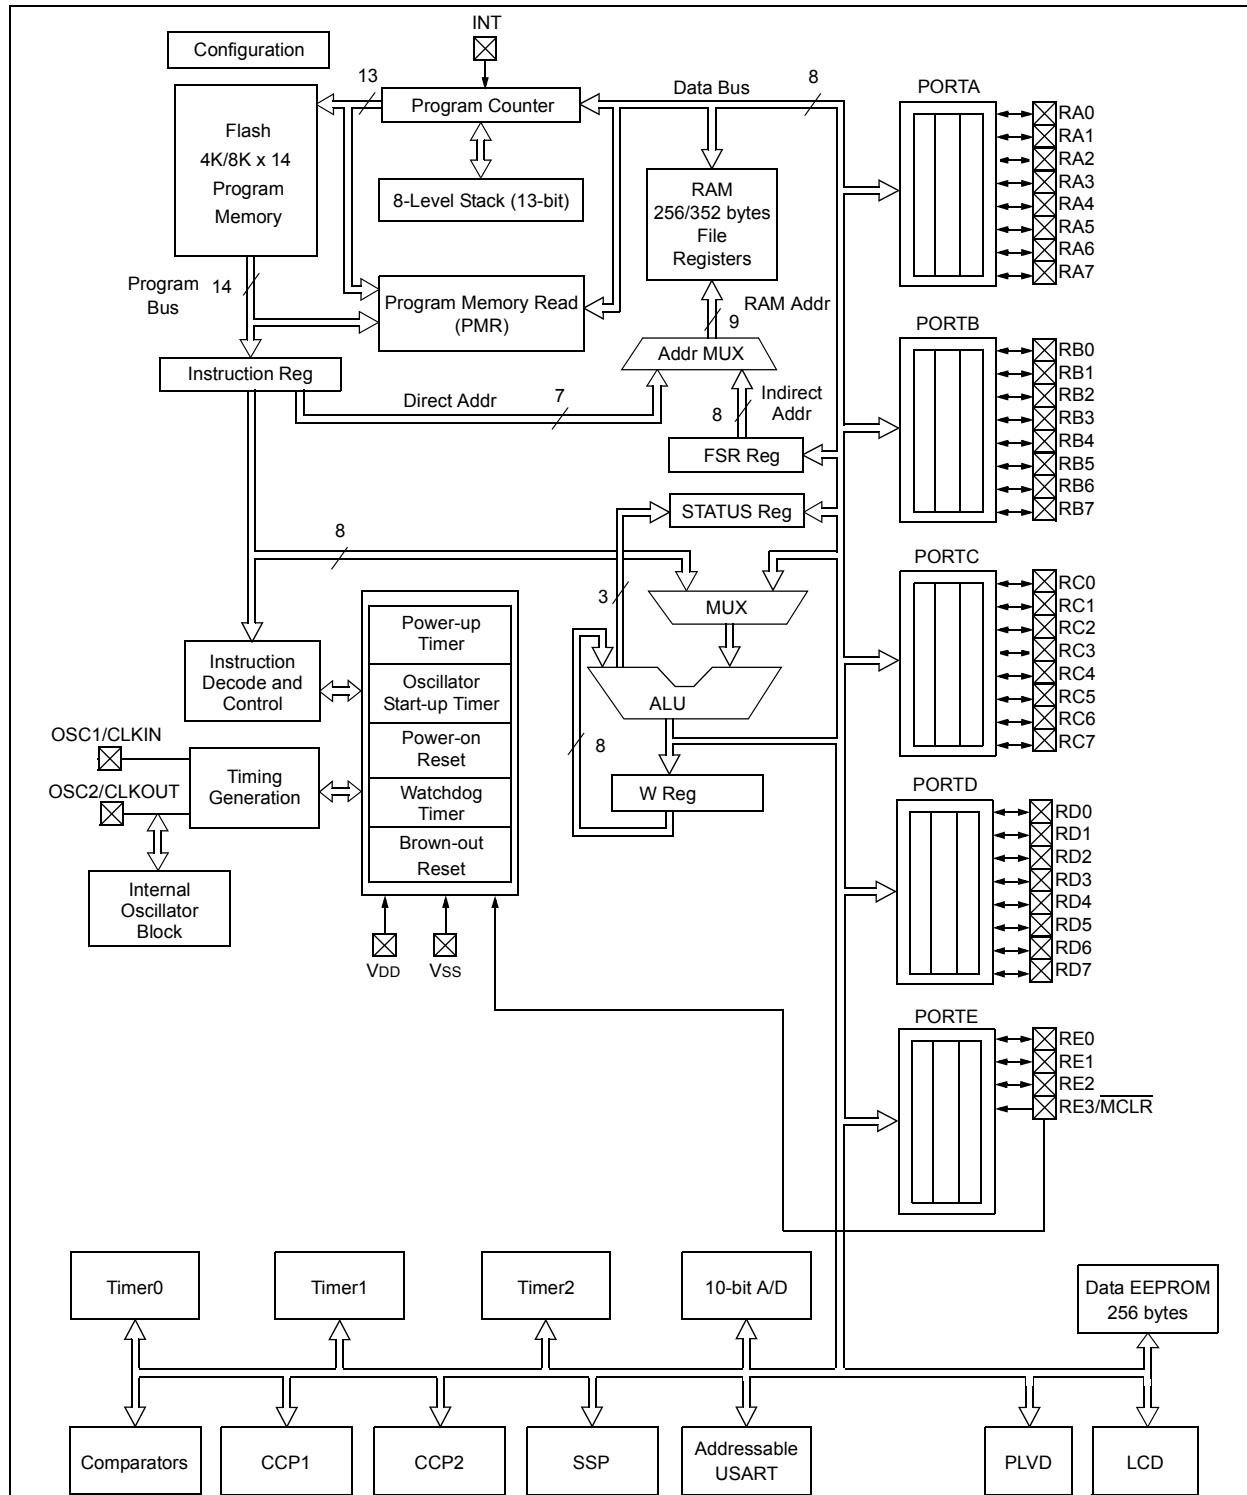 INT
Configuration
13
Program Counter
Data Bus
8
PORTA
Flash
4K/8K x 14
Program
Memory
8-Level Stack (13-bit)
RAM
256/352 bytes
File
Registers
RA0
RA1
RA2
RA3
RA4
RA5
RA6
RA7
Program
Bus
14
Program Memory Read
(PMR)
RAM Addr
9
Addr MUX
PORTB
RB0
RB1
RB2
RB3
RB4
RB5
RB6
RB7
Instruction Reg
Direct Addr
7
Indirect
Addr
8
FSR Reg
STATUS Reg
8
3
MUX
PORTC
RC0
RC1
RC2
RC3
RC4
RC5
RC6
RC7
Power-up
Timer
Oscillator
Start-up Timer
Power-on
Reset
Watchdog
Timer
Brown-out
Reset
Instruction
Decode and
Control
ALU
8
W Reg
OSC1/CLKIN
OSC2/CLKOUT
Timing
Generation
Internal
Oscillator
Block
VDD
VSS
PORTD
RD0
RD1
RD2
RD3
RD4
RD5
RD6
RD7
PORTE
RE0
RE1
RE2
RE3/MCLR
Timer0
Timer1
Timer2
10-bit A/D
Data EEPROM
256 bytes
Comparators
CCP1
CCP2
SSP
Addressable
USART
PLVD
LCD